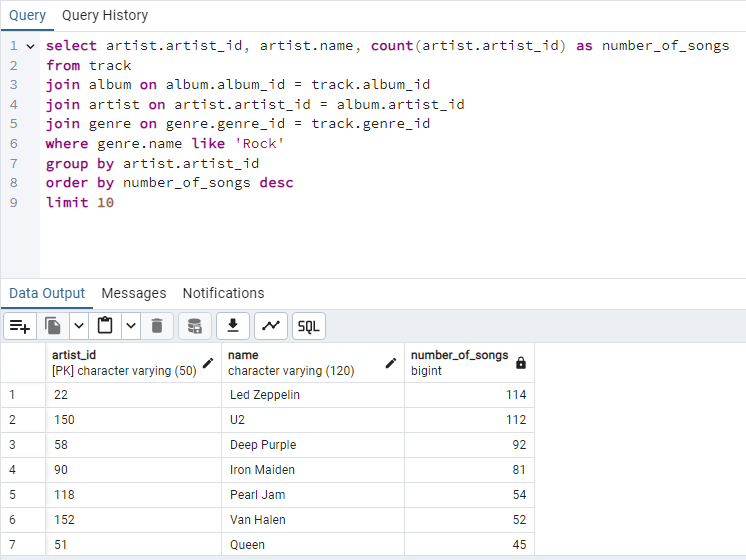 Query Query History
1 select artist.artist_id, artist.name, count(artist.artist_id) as number_of_songs
2 from track
3 join album on album.album_id = track.album_id
4 join artist on artist.artist_id = album.artist_id
5 join genre on genre.genre_id = track.genre_id
6 where genre.name like 'Rock'
7 group by artist.artist_id
8 order by number_of_songs desc
9 limit 10
Data Output Messages Notifications
SQL
artist_id name number_of_songs
[PK] character varying (50) character varying (120) bigint
1 22 Led Zeppelin 114
2 150 U2 112
3 58 Deep Purple 92
4 90 Iron Maiden 81
5 118 Pearl Jam 54
6 152 Van Halen 52
7 51 Queen 45